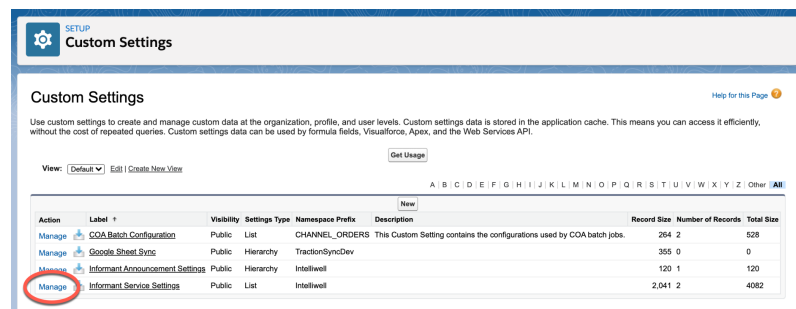 SETUP
Custom Settings
Custom Settings
Help for this Page ?
Use custom settings to create and manage custom data at the organization, profile, and user levels. Custom settings data is stored in the application cache. This means you can access it efficiently,
without the cost of repeated queries. Custom settings data can be used by formula fields, Visualforce, Apex, and the Web Services API.
Get Usage
View: Default Edit | Create New View
A | B | C | D | E | F | G | H | I | J | K | L | M | N | O | P | Q | R | S | T | U | V | W | X | Y | Z | Other All
New
Action Label ↑ Visibility Settings Type Namespace Prefix Description Record Size Number of Records Total Size
Manage COA Batch Configuration Public List CHANNEL_ORDERS This Custom Setting contains the configurations used by COA batch jobs. 264 2 528
Manage Google Sheet Sync Public Hierarchy TractionSyncDev 355 0 0
Manage Informant Announcement Settings Public Hierarchy Intelliwell 120 1 120
Manage Informant Service Settings Public List Intelliwell 2,041 2 4082